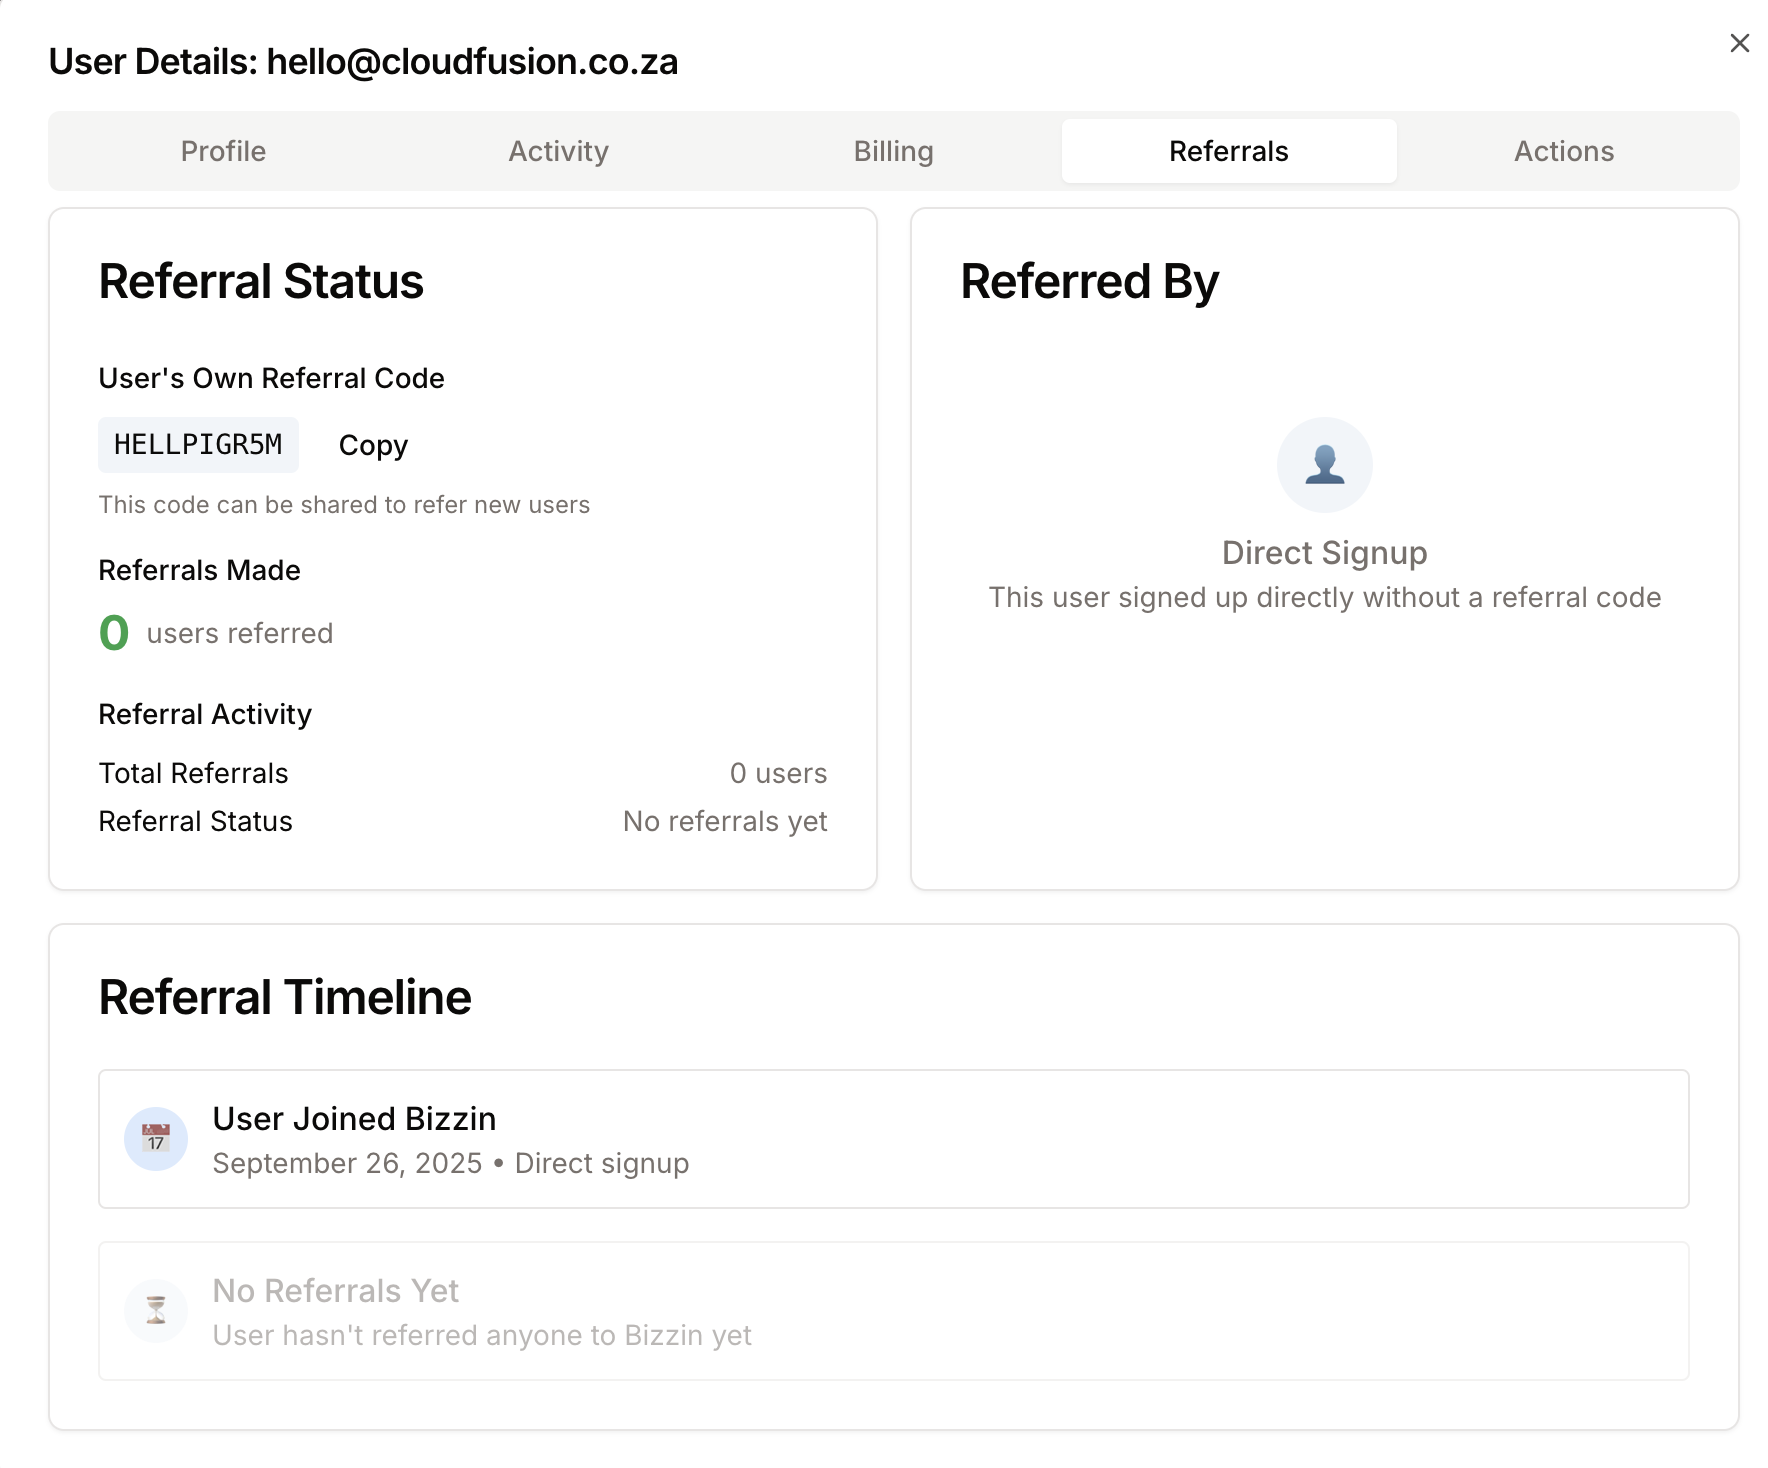 User Details: hello@cloudfusion.co.za
Profile
Activity
Billing
Referrals
Actions
Referral Status
User's Own Referral Code
HELLPIGR5M
Copy
This code can be shared to refer new users
Referrals Made
0 users referred
Referral Activity
Total Referrals
0 users
Referral Status
No referrals yet
Referred By
Direct Signup
This user signed up directly without a referral code
Referral Timeline
17
User Joined Bizzin
September 26, 2025 • Direct signup
No Referrals Yet
User hasn't referred anyone to Bizzin yet